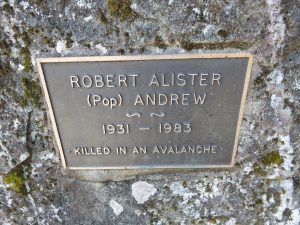 ROBERT ALISTER
(Pop) ANDREW
1931 - 1983
· KILLED IN AN AVALANCHE ·